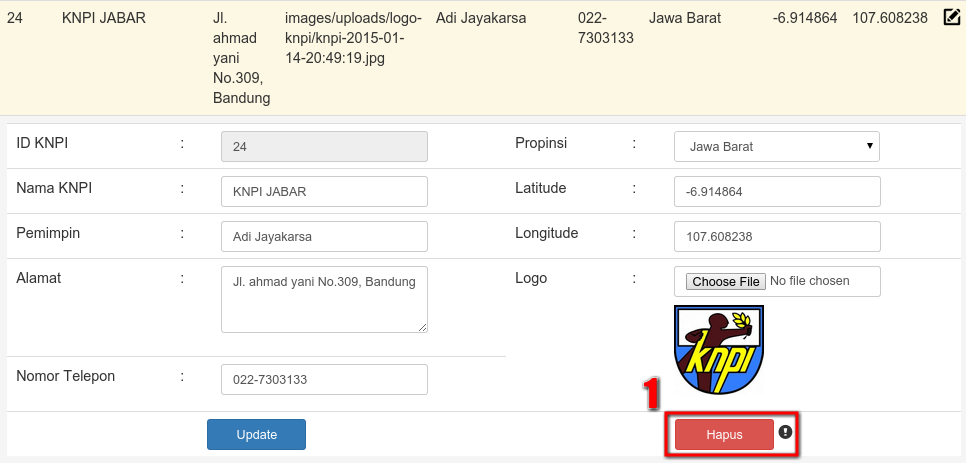 24 KNPI JABAR Jl. images/uploads/logo- Adi Jayakarsa 022- Jawa Barat -6.914864 107.608238
ahmad knpi/knpi-2015-01- 7303133
yani 14-20:49:19.jpg
No.309,
Bandung
ID KNPI : 24 Propinsi : Jawa Barat
Nama KNPI : KNPI JABAR Latitude : -6.914864
Pemimpin : Adi Jayakarsa Longitude : 107.608238
Alamat : Jl. ahmad yani No.309, Bandung Logo : Choose File No file chosen
knpi
Nomor Telepon : 022-7303133
1
Update Hapus